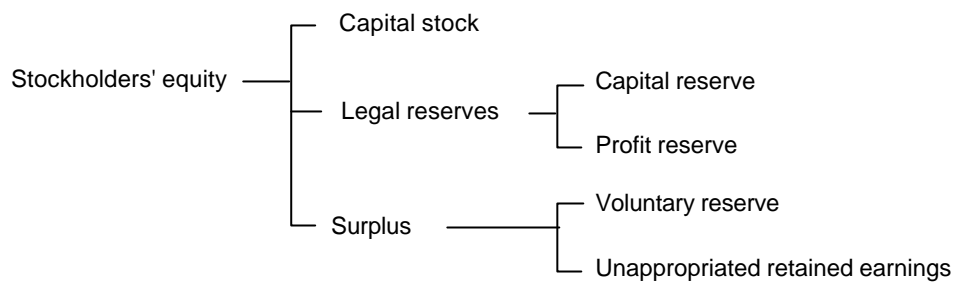 Capital stock
Stockholders' equity
Capital reserve
Legal reserves
Profit reserve
Voluntary reserve
Surplus
Unappropriated retained earnings